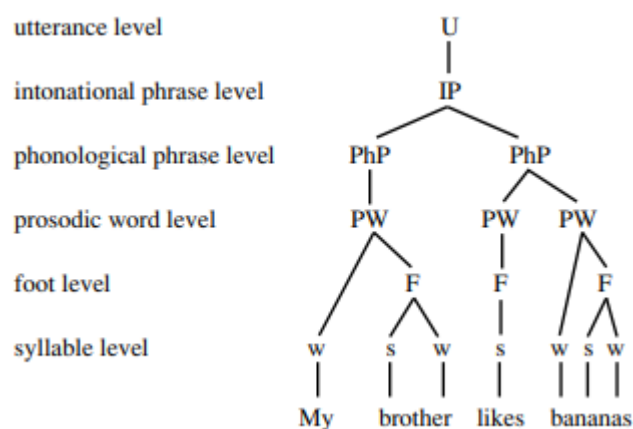 utterance level U
intonational phrase level IP
phonological phrase level PhP PhP
prosodic word level PW PW PW
foot level F F F
syllable level w s w s w s w
My brother likes bananas